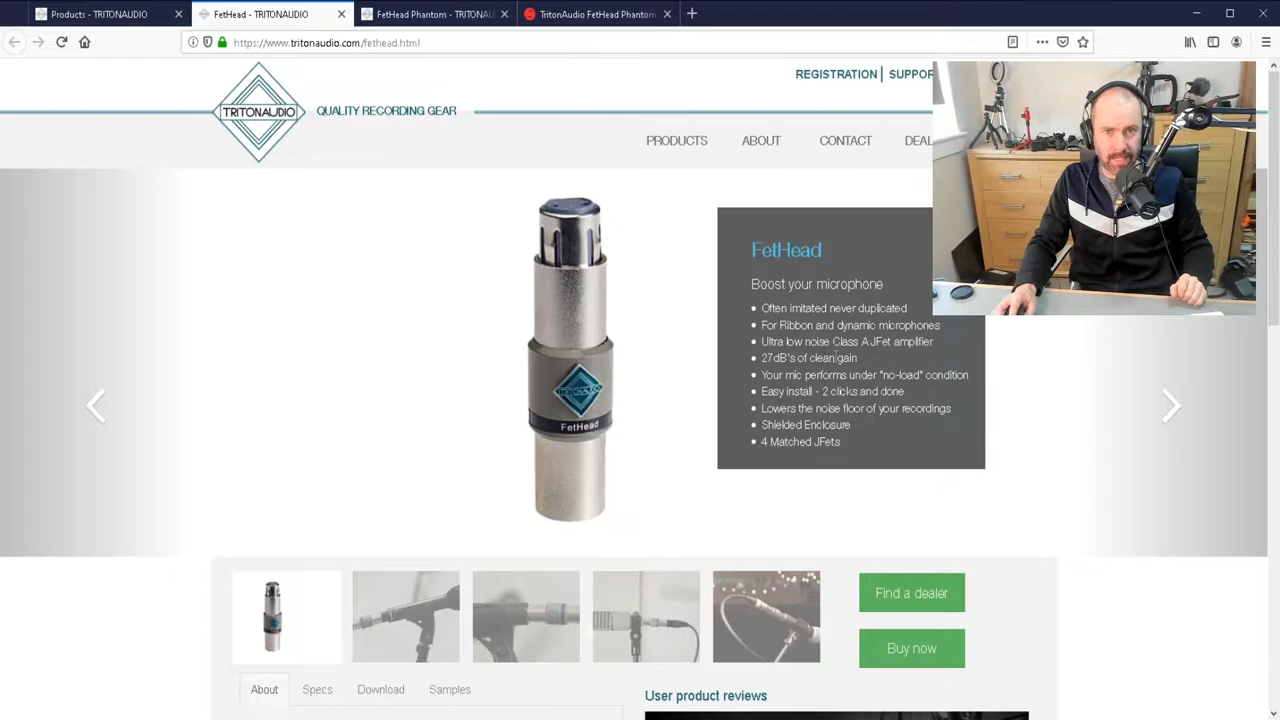 Products - TRITONAUDIO
FetHead - TRITONAUDIO
FetHead Phantom - TRITONAU
TritonAudio FetHead Phantom
https://www.tritonaudio.com/fethead.html
REGISTRATION | SUPPOR
TRITONAUDIO
QUALITY RECORDING GEAR
PRODUCTS ABOUT CONTACT DEAL
FetHead
Boost your microphone
• Often imitated never duplicated
• For Ribbon and dynamic microphones
• Ultra low noise Class A JFet amplifier
• 27dB's of clean gain
• Your mic performs under "no-load" condition
• Easy install - 2 clicks and done
• Lowers the noise floor of your recordings
• Shielded Enclosure
• 4 Matched JFets
TRITONAUDIO
FetHead
Find a dealer
Buy now
About Specs Download Samples
User product reviews